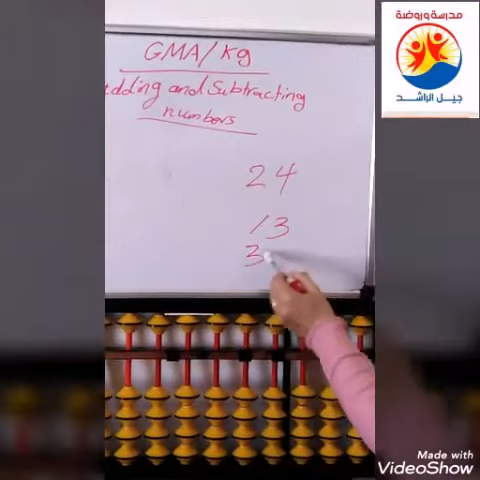 مدرسة وروضة
جيل الراشد
GMA/Kg
dding and Subtracting
numbers
24
13
3
Made with
VideoShow